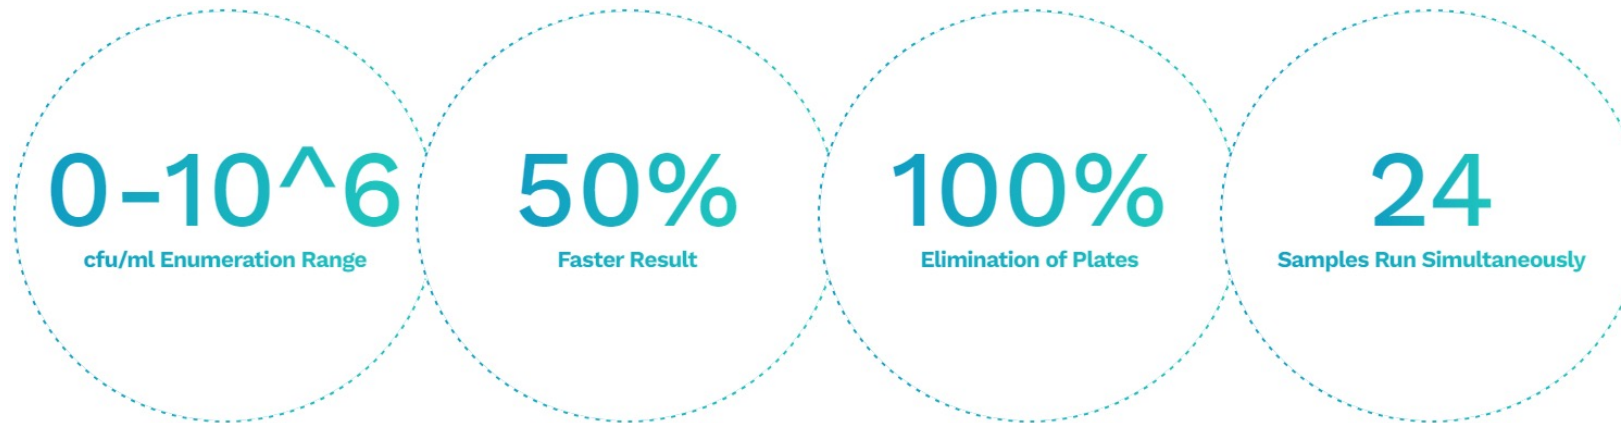 0-10^6
cfu/ml Enumeration Range
50%
Faster Result
100%
Elimination of Plates
24
Samples Run Simultaneously